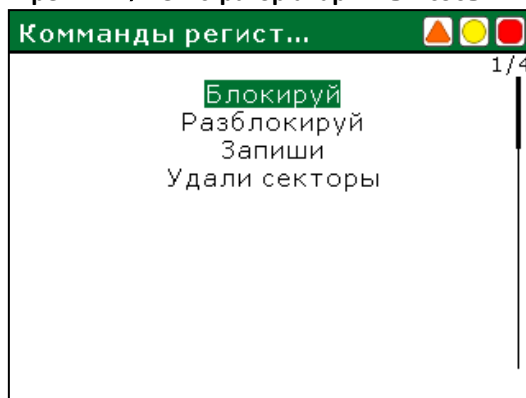 Комманды регист...
1/4
Блокируй
Разблокируй
Запиши
Удали секторы